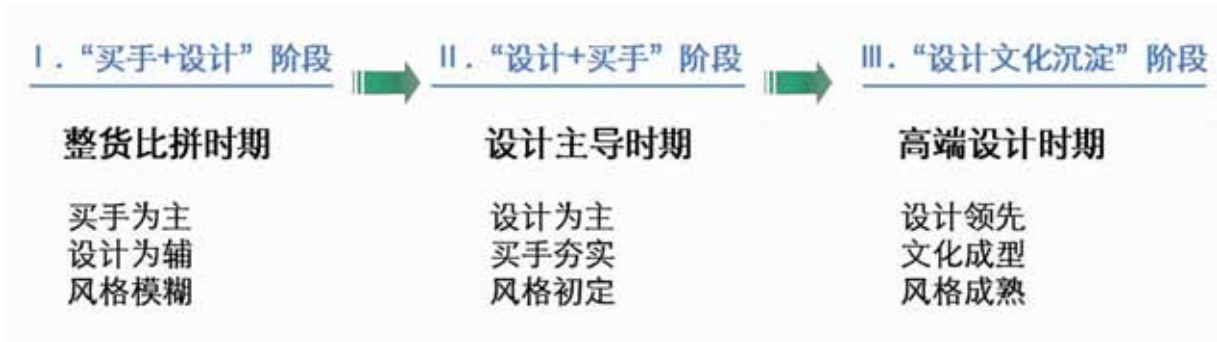 Ⅰ.“买手+设计”阶段
Ⅱ.“设计+买手”阶段
Ⅲ.“设计文化沉淀”阶段
整货比拼时期
设计主导时期
高端设计时期
买手为主
设计为辅
风格模糊
设计为主
买手夯实
风格初定
设计领先
文化成型
风格成熟